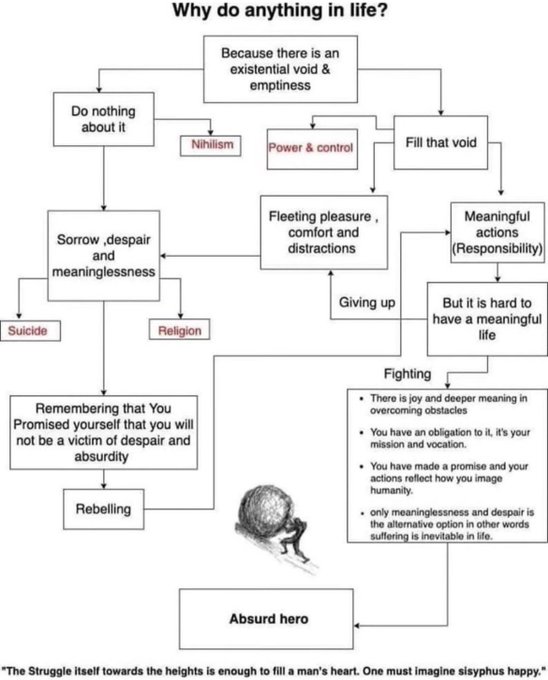 Why do anything in life?
Because there is an
existential void &
emptiness
Do nothing
about it
Nihilism
Power & control
Fill that void
Sorrow ,despair
and
meaninglessness
Fleeting pleasure ,
comfort and
distractions
Meaningful
actions
(Responsibility)
Suicide
Religion
Giving up
But it is hard to
have a meaningful
life
Fighting
Remembering that You
Promised yourself that you will
not be a victim of despair and
absurdity
Rebelling
• There is joy and deeper meaning in
overcoming obstacles
• You have an obligation to it, it's your
mission and vocation.
• You have made a promise and your
actions reflect how you image
humanity.
• only meaninglessness and despair is
the alternative option in other words
suffering is inevitable in life.
Absurd hero
"The Struggle itself towards the heights is enough to fill a man's heart. One must imagine sisyphus happy."